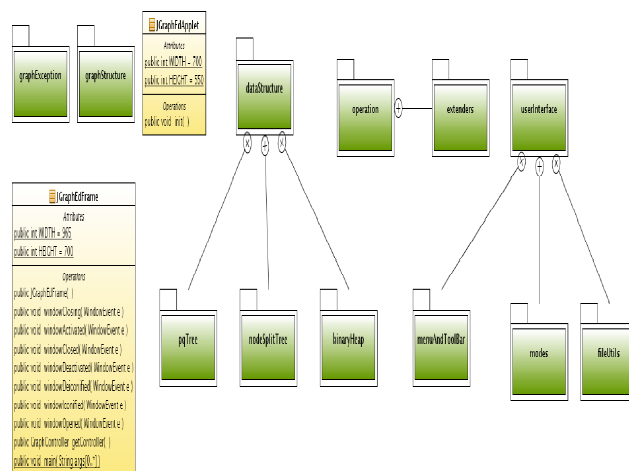 graphException
graphStructure
JGraphEdApplet
Attributes
public int WIDTH = 700
public int HEIGHT = 550
Operations
public void init( )
dataStructure
operation
extenders
userInterface
JGraphEdFrame
Attributes
public int WIDTH = 965
public int HEIGHT = 700
Operations
public JGraphEdFrame( )
public void windowClosing( WindowEvent e )
public void windowActivated( WindowEvent e )
public void windowClosed( WindowEvent e )
public void windowDeactivated( WindowEvent e )
public void windowDeiconified( WindowEvent e )
public void windowIconified( WindowEvent e )
public void windowOpened( WindowEvent e )
public GraphController getController( )
public void main( String args[0..*] )
pqTree
nodeSplitTree
binaryHeap
menuAndToolBar
modes
fileUtils